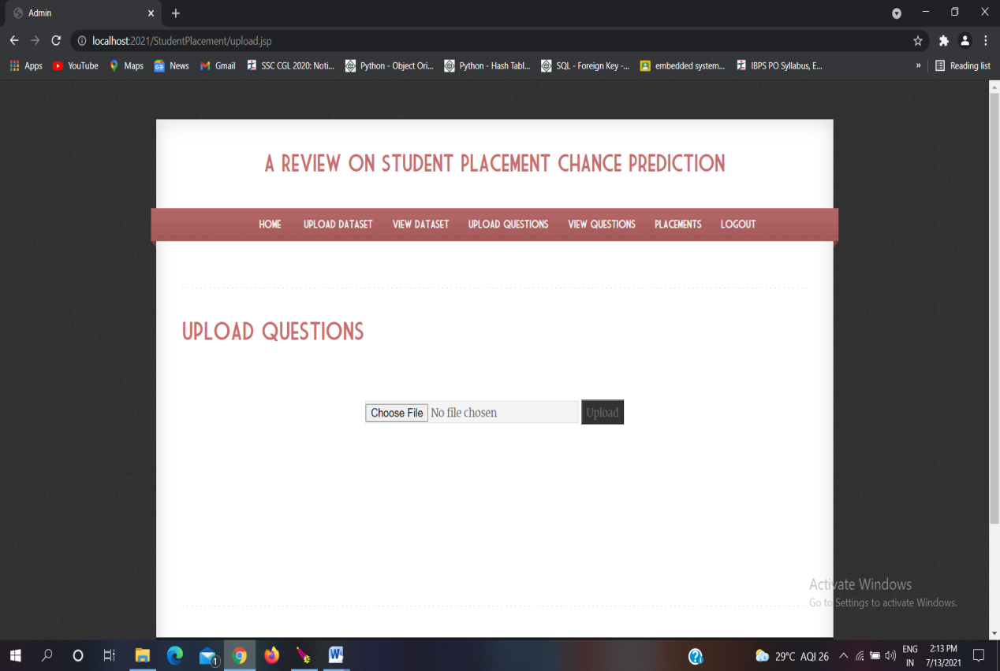 Admin
localhost:2021/StudentPlacement/upload.jsp
Apps YouTube Maps News Gmail SSC CGL 2020: Noti... Python - Object Ori... Python - Hash Tabl... SQL - Foreign Key -... embedded system... IBPS PO Syllabus, E... » Reading list
A REVIEW ON STUDENT PLACEMENT CHANCE PREDICTION
HOME UPLOAD DATASET VIEW DATASET UPLOAD QUESTIONS VIEW QUESTIONS PLACEMENTS LOGOUT
UPLOAD QUESTIONS
Choose File No file chosen Upload
Activate Windows
Go to Settings to activate Windows.
1
29°C AQI 26
ENG
IN
2:13 PM
7/13/2021